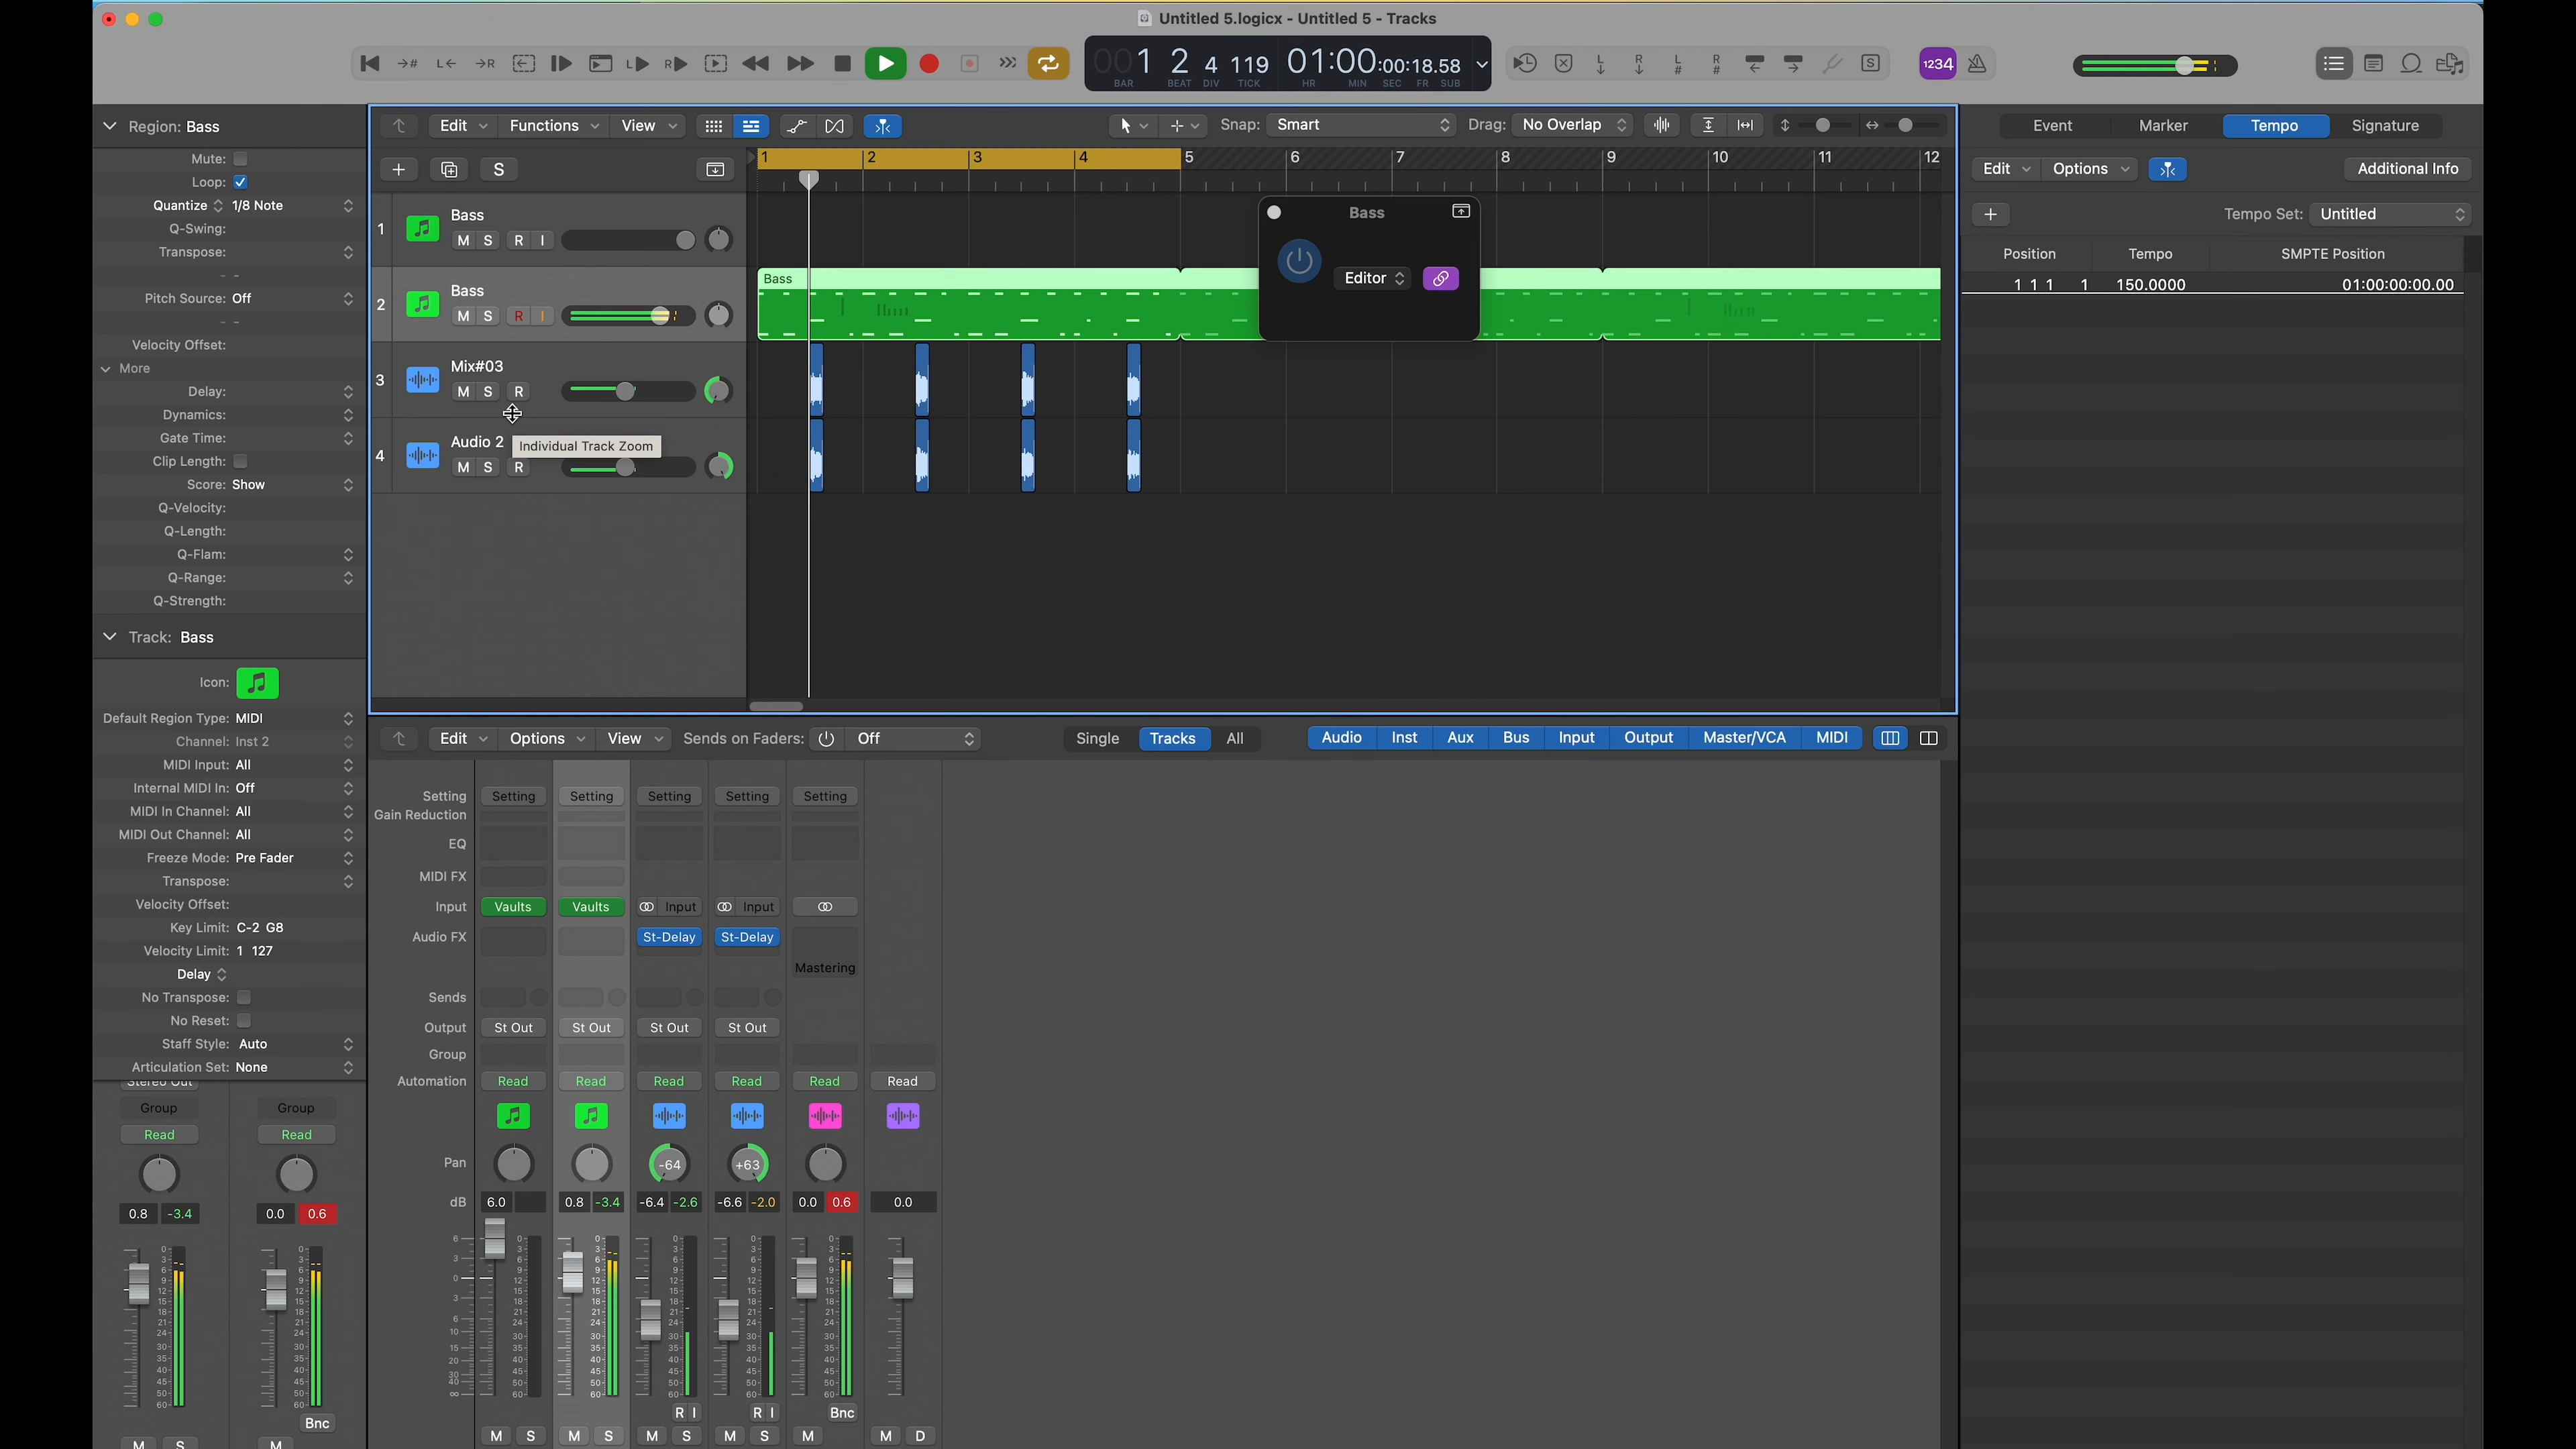 Untitled 5.logicx - Untitled 5 - Tracks
001 2 4 119 01:00:00:18.58
BAR BEAT DIV TICK HR MIN SEC FR SUB
1234
Region: Bass
Mute:
Loop:
Quantize 1/8 Note
Q-Swing:
Transpose:
Pitch Source: Off
Velocity Offset:
More
Delay:
Dynamics:
Gate Time:
Clip Length:
Score: Show
Q-Velocity:
Q-Length:
Q-Flam:
Q-Range:
Q-Strength:
Track: Bass
Icon:
Default Region Type: MIDI
Channel: Inst 2
MIDI Input: All
Internal MIDI In: Off
MIDI In Channel: All
MIDI Out Channel: All
Freeze Mode: Pre Fader
Transpose:
Velocity Offset:
Key Limit: C-2 G8
Velocity Limit: 1 127
Delay
No Transpose:
No Reset:
Staff Style: Auto
Articulation Set: None
Stereo Out
Group Group
Read Read
0.8 -3.4 0.0 0.6
Bnc
M S M
Edit Functions View Snap: Smart Drag: No Overlap
S
1 2 3 4 5 6 7 8 9 10 11 12
1 Bass
M S R I
2 Bass
M S R I
3 Mix#03
M S R
4 Audio 2
M S R
Individual Track Zoom
Bass
Bass
Editor
Event Marker Tempo Signature
Edit Options Additional Info
Tempo Set: Untitled
Position Tempo SMPTE Position
1 1 1 1 150.0000 01:00:00:00.00
Edit Options View Sends on Faders: Off Single Tracks All Audio Inst Aux Bus Input Output Master/VCA MIDI
Setting Setting Setting Setting Setting Setting
Gain Reduction
EQ
MIDI FX
Input Vaults Vaults Input Input
Audio FX St-Delay St-Delay
Mastering
Sends
Output St Out St Out St Out St Out
Group
Automation Read Read Read Read Read Read
Pan -64 +63
dB 6.0 0.8 -3.4 -6.4 -2.6 -6.6 -2.0 0.0 0.6 0.0
R I R I Bnc
M S M S M S M S M M D